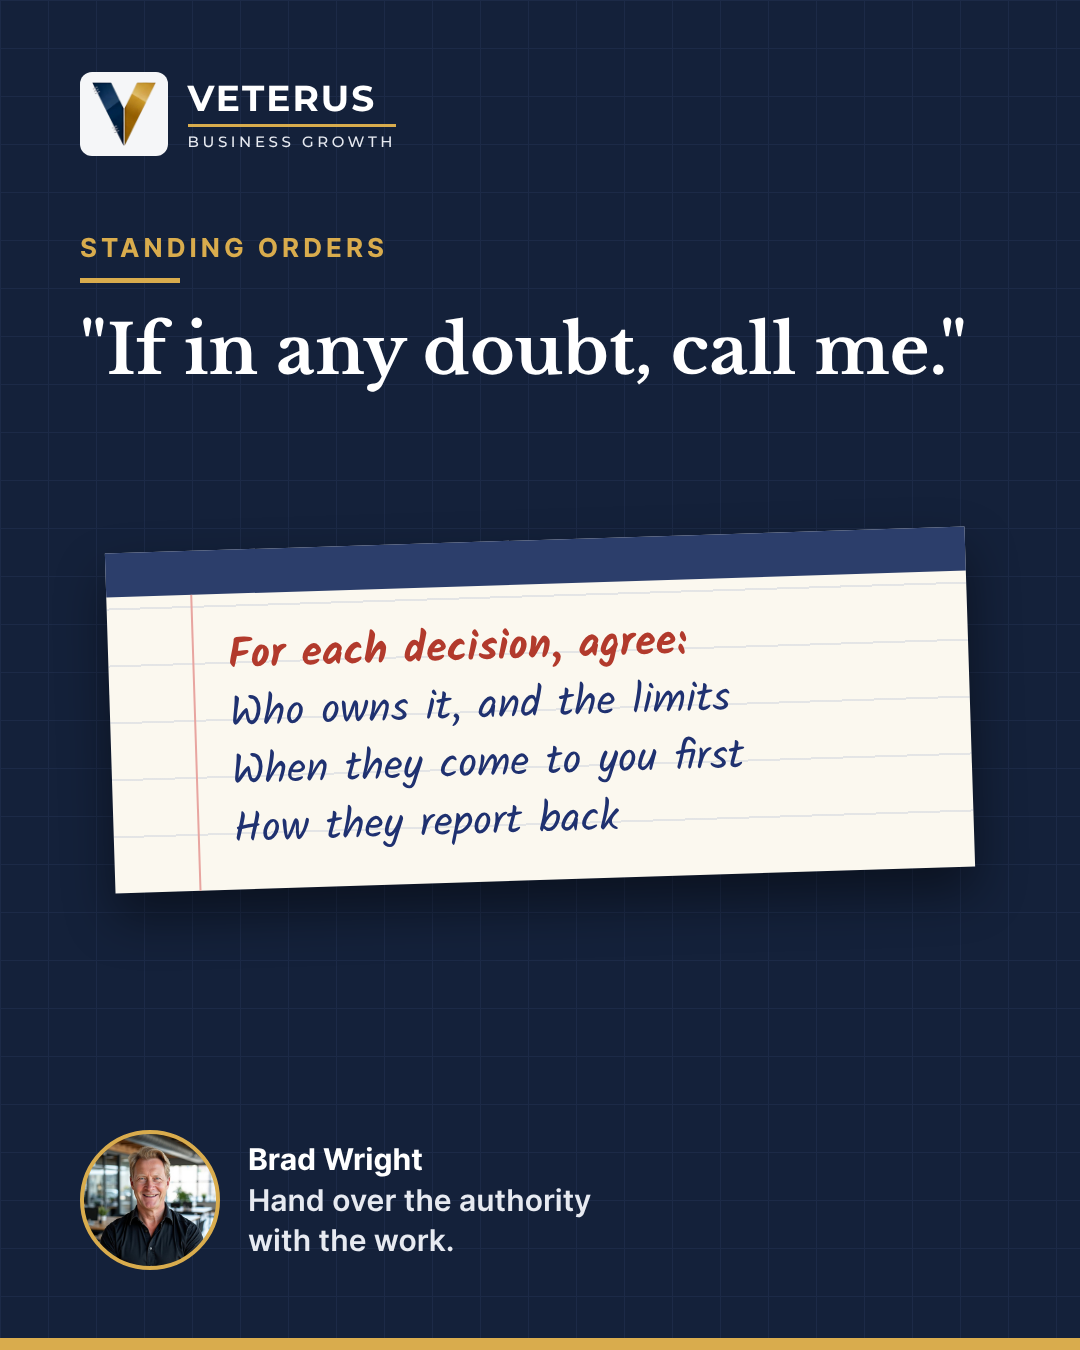 VETERUS
BUSINESS GROWTH
STANDING ORDERS
"If in any doubt, call me."
For each decision, agree:
Who owns it, and the limits
When they come to you first
How they report back
Brad Wright
Hand over the authority
with the work.